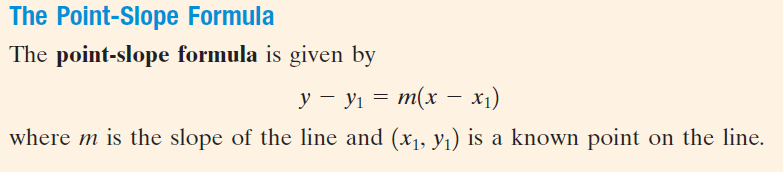 The Point-Slope Formula
The point-slope formula is given by
y − y₁ = m(x − x₁)
where m is the slope of the line and (x₁, y₁) is a known point on the line.